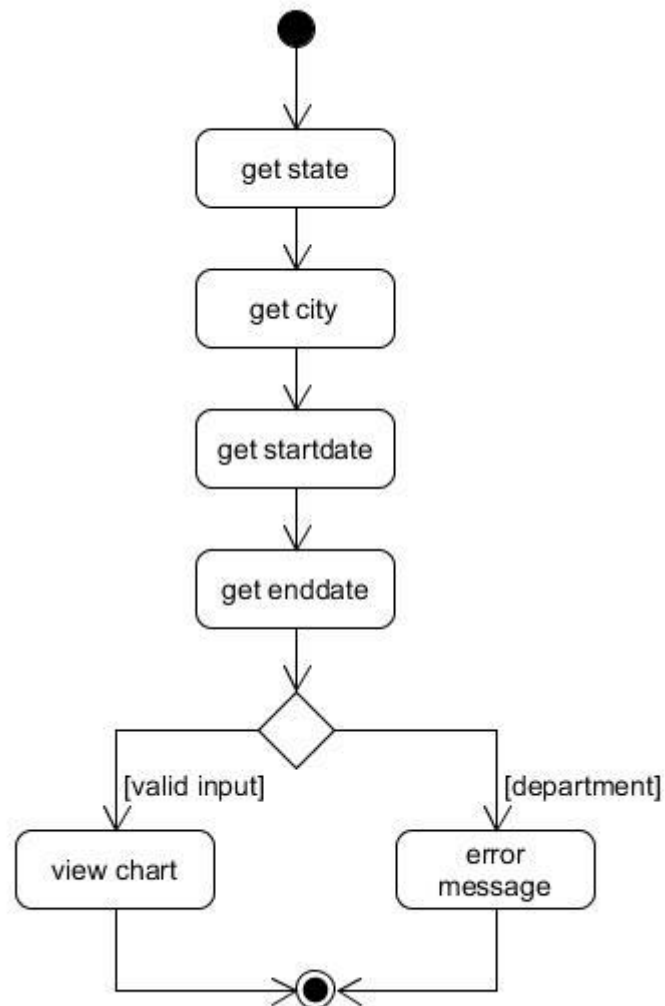 get state
get city
get startdate
get enddate
[valid input]
[department]
view chart
error
message